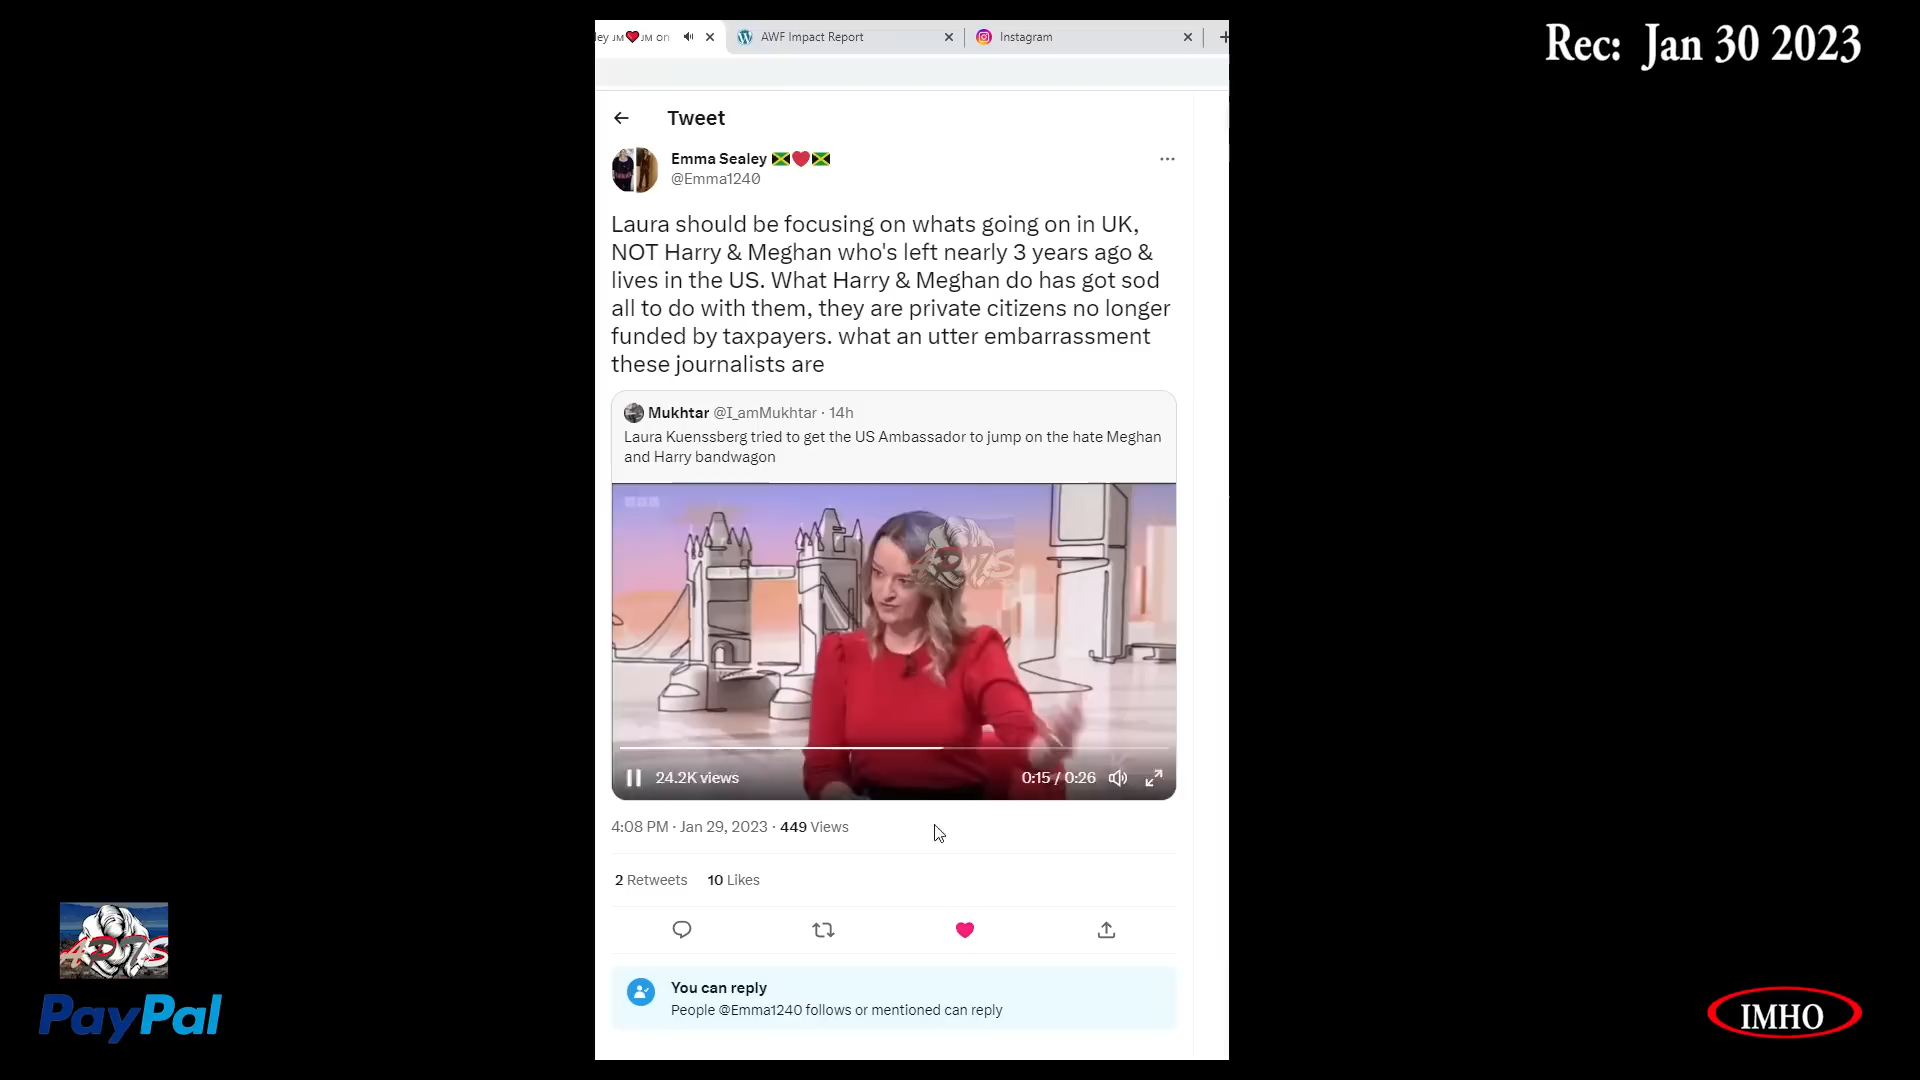 Rec: Jan 30 2023
ley JM❤️JM on
AWF Impact Report
Instagram
Tweet
Emma Sealey 🇯🇲❤️🇯🇲
@Emma1240
Laura should be focusing on whats going on in UK,
NOT Harry & Meghan who's left nearly 3 years ago &
lives in the US. What Harry & Meghan do has got sod
all to do with them, they are private citizens no longer
funded by taxpayers. what an utter embarrassment
these journalists are
Mukhtar @I_amMukhtar · 14h
Laura Kuenssberg tried to get the US Ambassador to jump on the hate Meghan
and Harry bandwagon
BBC
24.2K views
0:15 / 0:26
4:08 PM · Jan 29, 2023 · 449 Views
2 Retweets 10 Likes
You can reply
People @Emma1240 follows or mentioned can reply
PayPal
IMHO